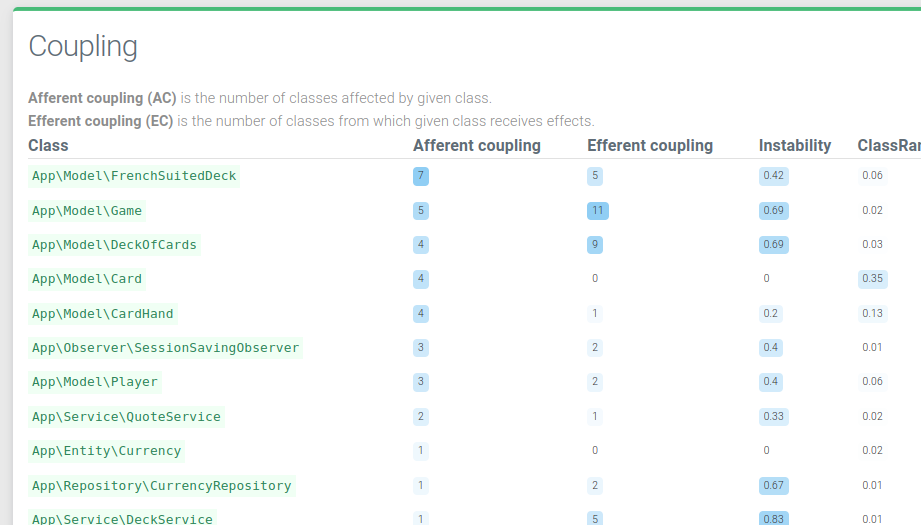 Coupling
Afferent coupling (AC) is the number of classes affected by given class.
Efferent coupling (EC) is the number of classes from which given class receives effects.
Class Afferent coupling Efferent coupling Instability ClassRan
App\Model\FrenchSuitedDeck 7 5 0.42 0.06
App\Model\Game 5 11 0.69 0.02
App\Model\DeckOfCards 4 9 0.69 0.03
App\Model\Card 4 0 0 0.35
App\Model\CardHand 4 1 0.2 0.13
App\Observer\SessionSavingObserver 3 2 0.4 0.01
App\Model\Player 3 2 0.4 0.06
App\Service\QuoteService 2 1 0.33 0.02
App\Entity\Currency 1 0 0 0.02
App\Repository\CurrencyRepository 1 2 0.67 0.01
App\Service\DeckService 1 5 0.83 0.01